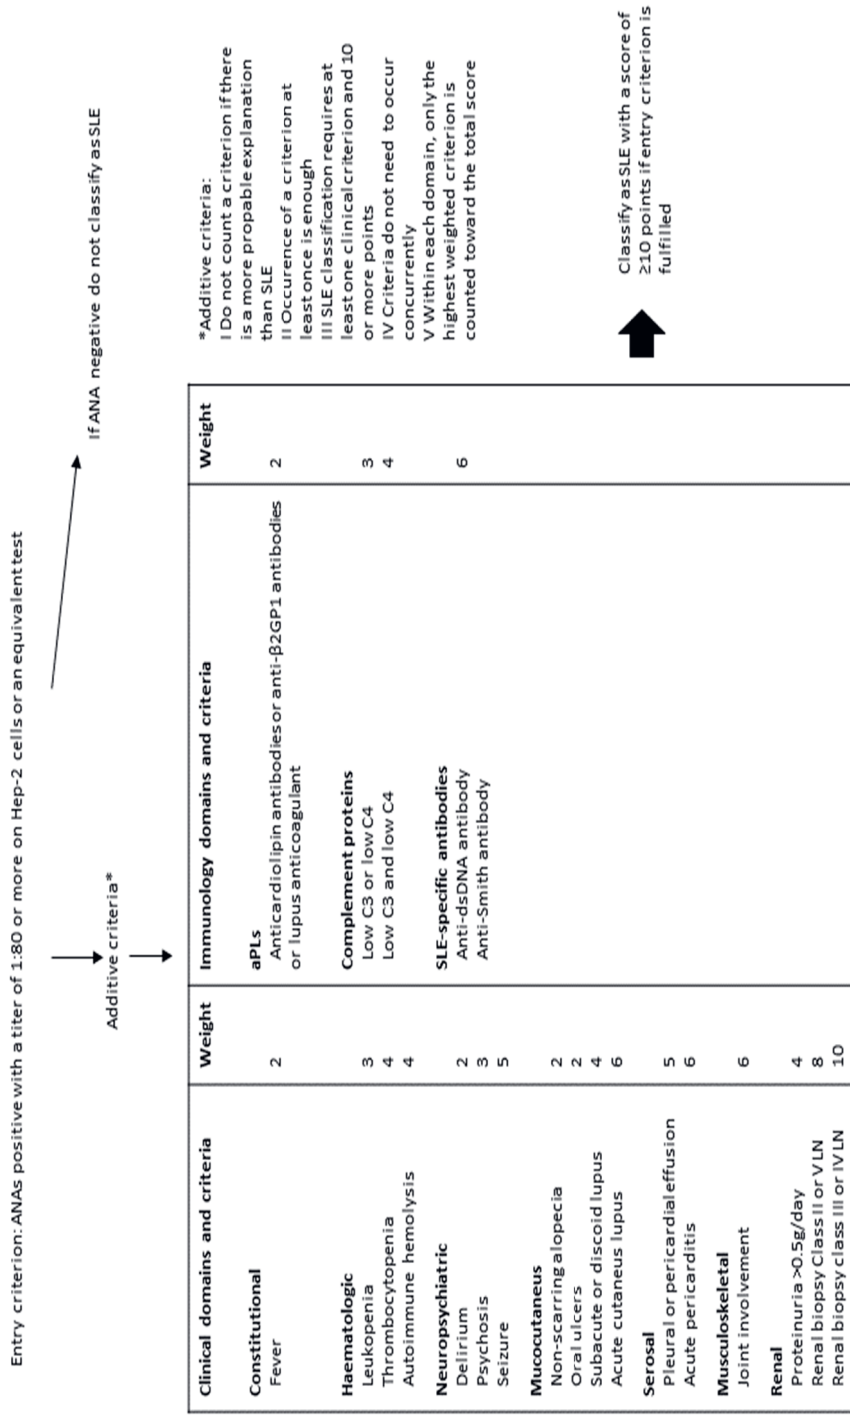 Entry criterion: ANAs positive with a titer of 1:80 or more on Hep-2 cells or an equivalent test
If ANA negative do not classify as SLE
Additive criteria*
Clinical domains and criteria Weight Immunology domains and criteria Weight
Constitutional
Fever 2
Haematologic
Leukopenia 3
Thrombocytopenia 4
Autoimmune hemolysis 4
Neuropsychiatric
Delirium 2
Psychosis 3
Seizure 5
Mucocutaneus
Non-scarring alopecia 2
Oral ulcers 2
Subacute or discoid lupus 4
Acute cutaneus lupus 6
Serosal
Pleural or pericardial effusion 5
Acute pericarditis 6
Musculoskeletal
Joint involvement 6
Renal
Proteinuria >0.5g/day 4
Renal biopsy Class II or V LN 8
Renal biopsy class III or IV LN 10
aPLs
Anticardiolipin antibodies or anti-β2GP1 antibodies 2
or lupus anticoagulant
Complement proteins
Low C3 or low C4 3
Low C3 and low C4 4
SLE-specific antibodies
Anti-dsDNA antibody 6
Anti-Smith antibody
*Additive criteria:
I Do not count a criterion if there
is a more propable explanation
than SLE
II Occurence of a criterion at
least once is enough
III SLE classification requires at
least one clinical criterion and 10
or more points
IV Criteria do not need to occur
concurrently
V Within each domain, only the
highest weighted criterion is
counted toward the total score
Classify as SLE with a score of
≥10 points if entry criterion is
fulfilled